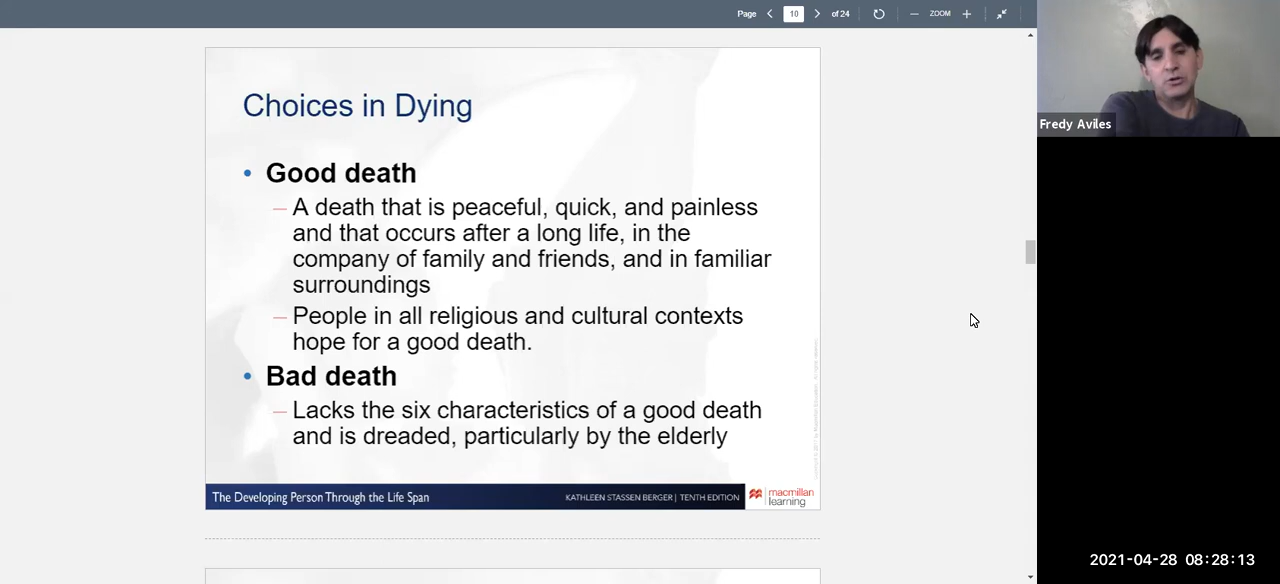 Page 10 of 24 ZOOM
Choices in Dying
• Good death
— A death that is peaceful, quick, and painless
and that occurs after a long life, in the
company of family and friends, and in familiar
surroundings
— People in all religious and cultural contexts
hope for a good death.
• Bad death
— Lacks the six characteristics of a good death
and is dreaded, particularly by the elderly
The Developing Person Through the Life Span
KATHLEEN STASSEN BERGER | TENTH EDITION
macmillan
learning
Fredy Aviles
2021-04-28 08:28:13